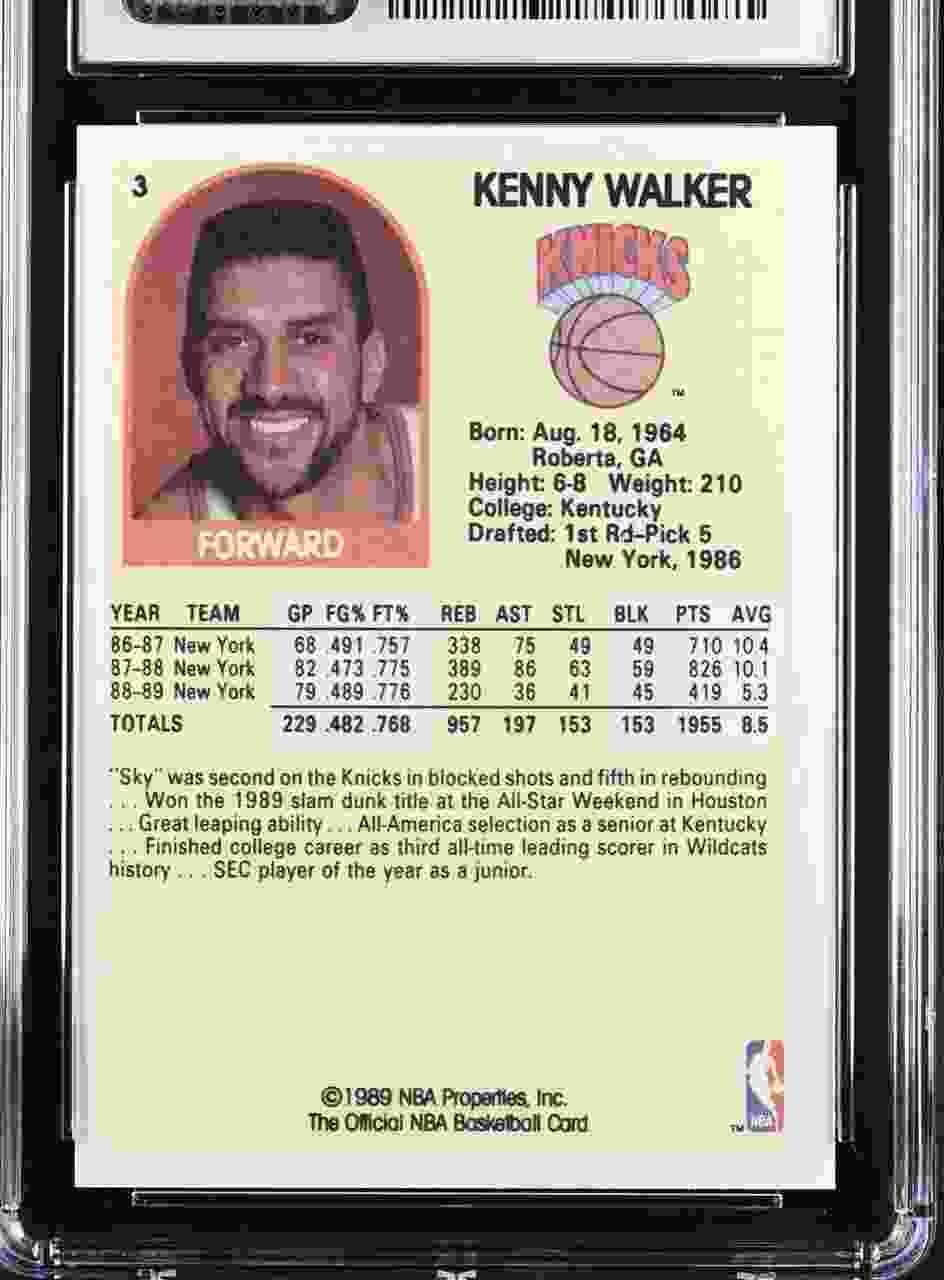 3
KENNY WALKER
KNICKS
TM
Born: Aug. 18, 1964
Roberta, GA
Height: 6-8 Weight: 210
College: Kentucky
Drafted: 1st Rd-Pick 5
New York, 1986
FORWARD
YEAR TEAM GP FG% FT% REB AST STL BLK PTS AVG
86-87 New York 68 .491 .757 338 75 49 49 710 10.4
87-88 New York 82 .473 .775 389 86 63 59 826 10.1
88-89 New York 79 .489 .776 230 36 41 45 419 5.3
TOTALS 229 .482 .768 957 197 153 153 1955 8.5
"Sky" was second on the Knicks in blocked shots and fifth in rebounding
. . . Won the 1989 slam dunk title at the All-Star Weekend in Houston
. . . Great leaping ability . . . All-America selection as a senior at Kentucky
. . . Finished college career as third all-time leading scorer in Wildcats
history . . . SEC player of the year as a junior.
©1989 NBA Properties, Inc.
The Official NBA Basketball Card
TM NBA